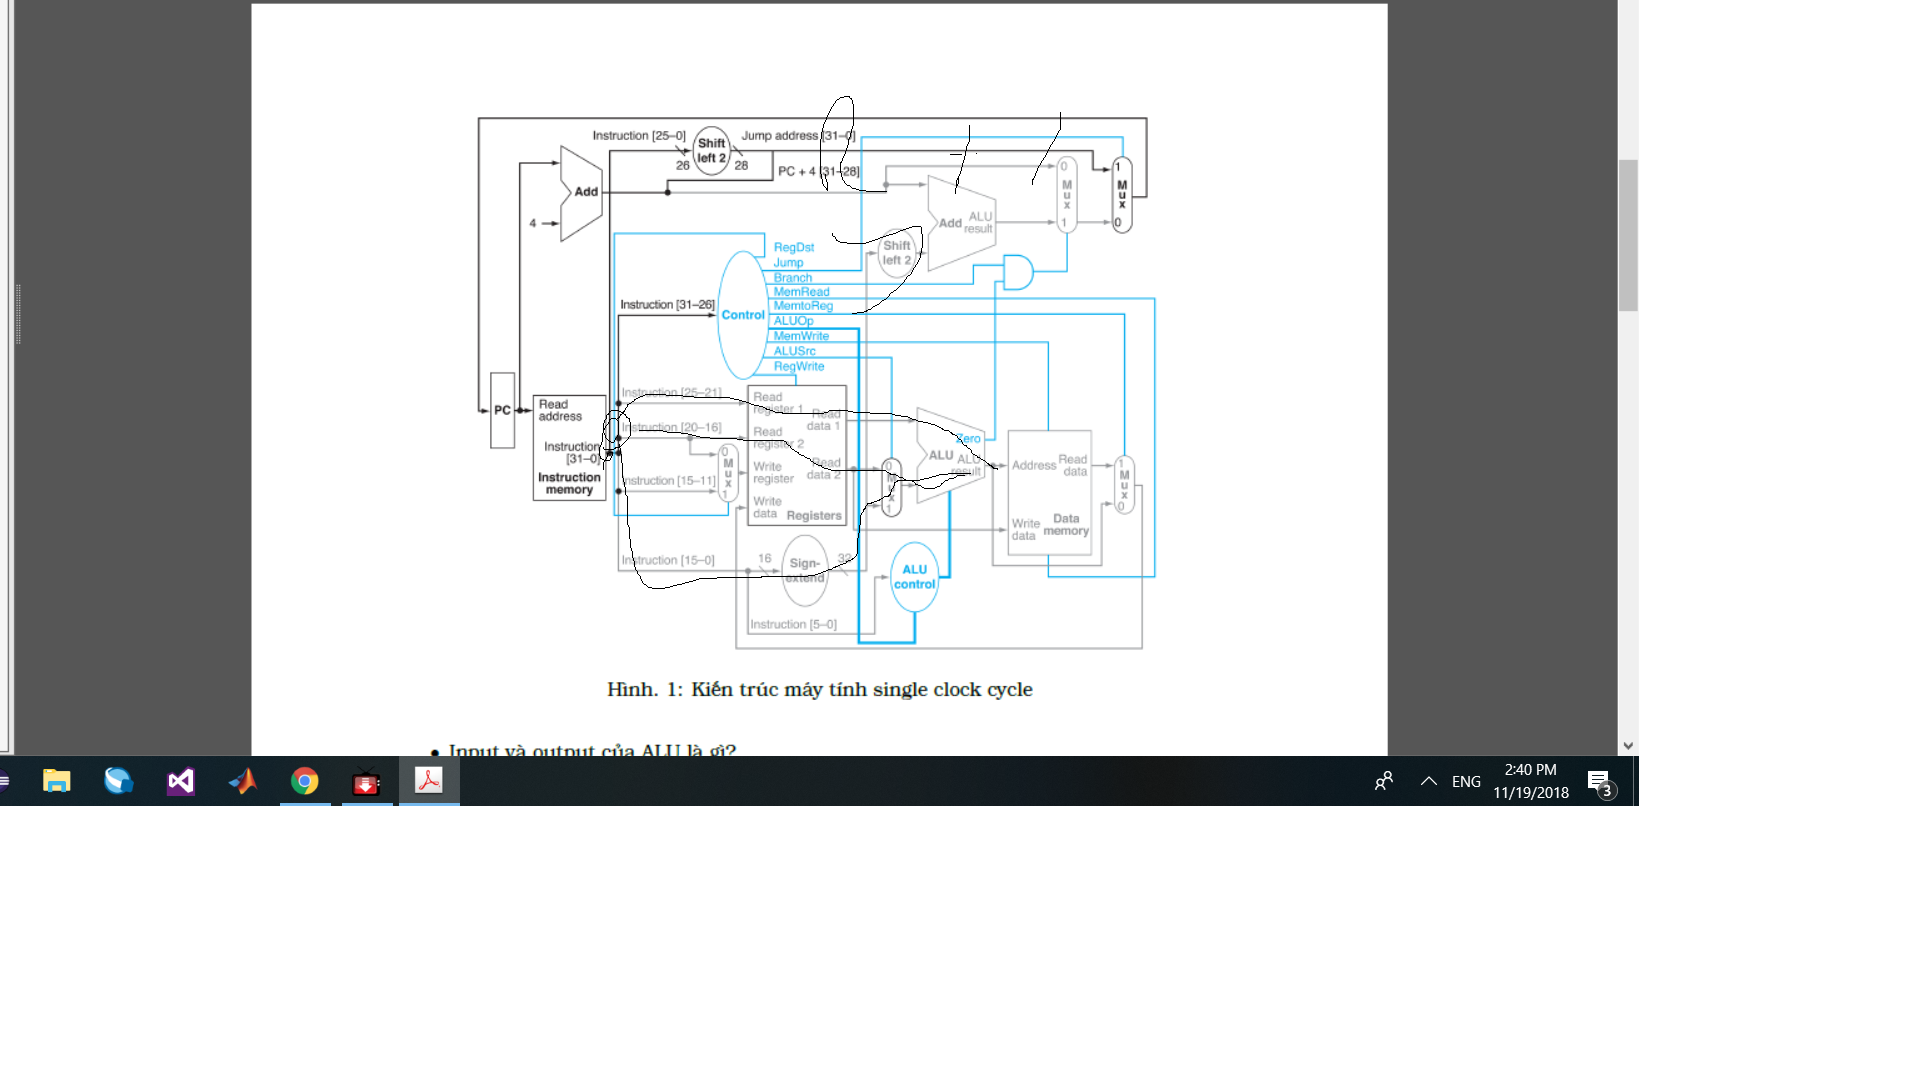 Instruction [25–0]
Shift
left 2
Jump address [31–0]
26
28
PC + 4 [31–28]
Add
4
0
M
u
x
1
1
M
u
x
0
Add
ALU
result
Shift
left 2
RegDst
Jump
Branch
MemRead
MemtoReg
ALUOp
MemWrite
ALUSrc
RegWrite
Instruction [31–26]
Control
PC
Read
address
Instruction
[31–0]
Instruction
memory
Instruction [25–21]
Instruction [20–16]
Instruction [15–11]
0
M
u
x
1
Read
register 1
Read
register 2
Write
register
Write
data
Read
data 1
Read
data 2
Registers
0
M
u
x
1
Zero
ALU
ALU
result
Address
Read
data
Write
data
Data
memory
1
M
u
x
0
Instruction [15–0]
16
Sign-
extend
32
ALU
control
Instruction [5–0]
Hình. 1: Kiến trúc máy tính single clock cycle
• Input và output của ALU là gì?
ENG
2:40 PM
11/19/2018
3